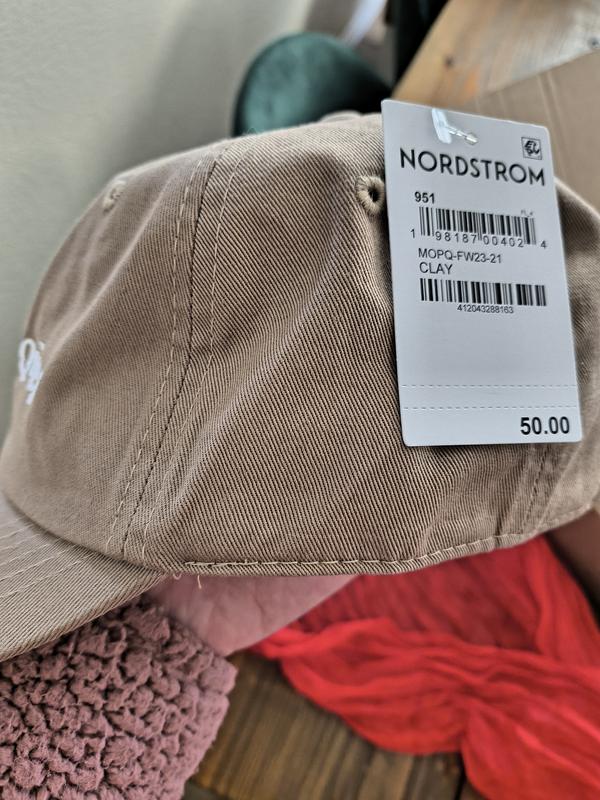 NORDSTROM
951
1 98187 00402 4
MOPQ-FW23-21
CLAY
412043288163
50.00